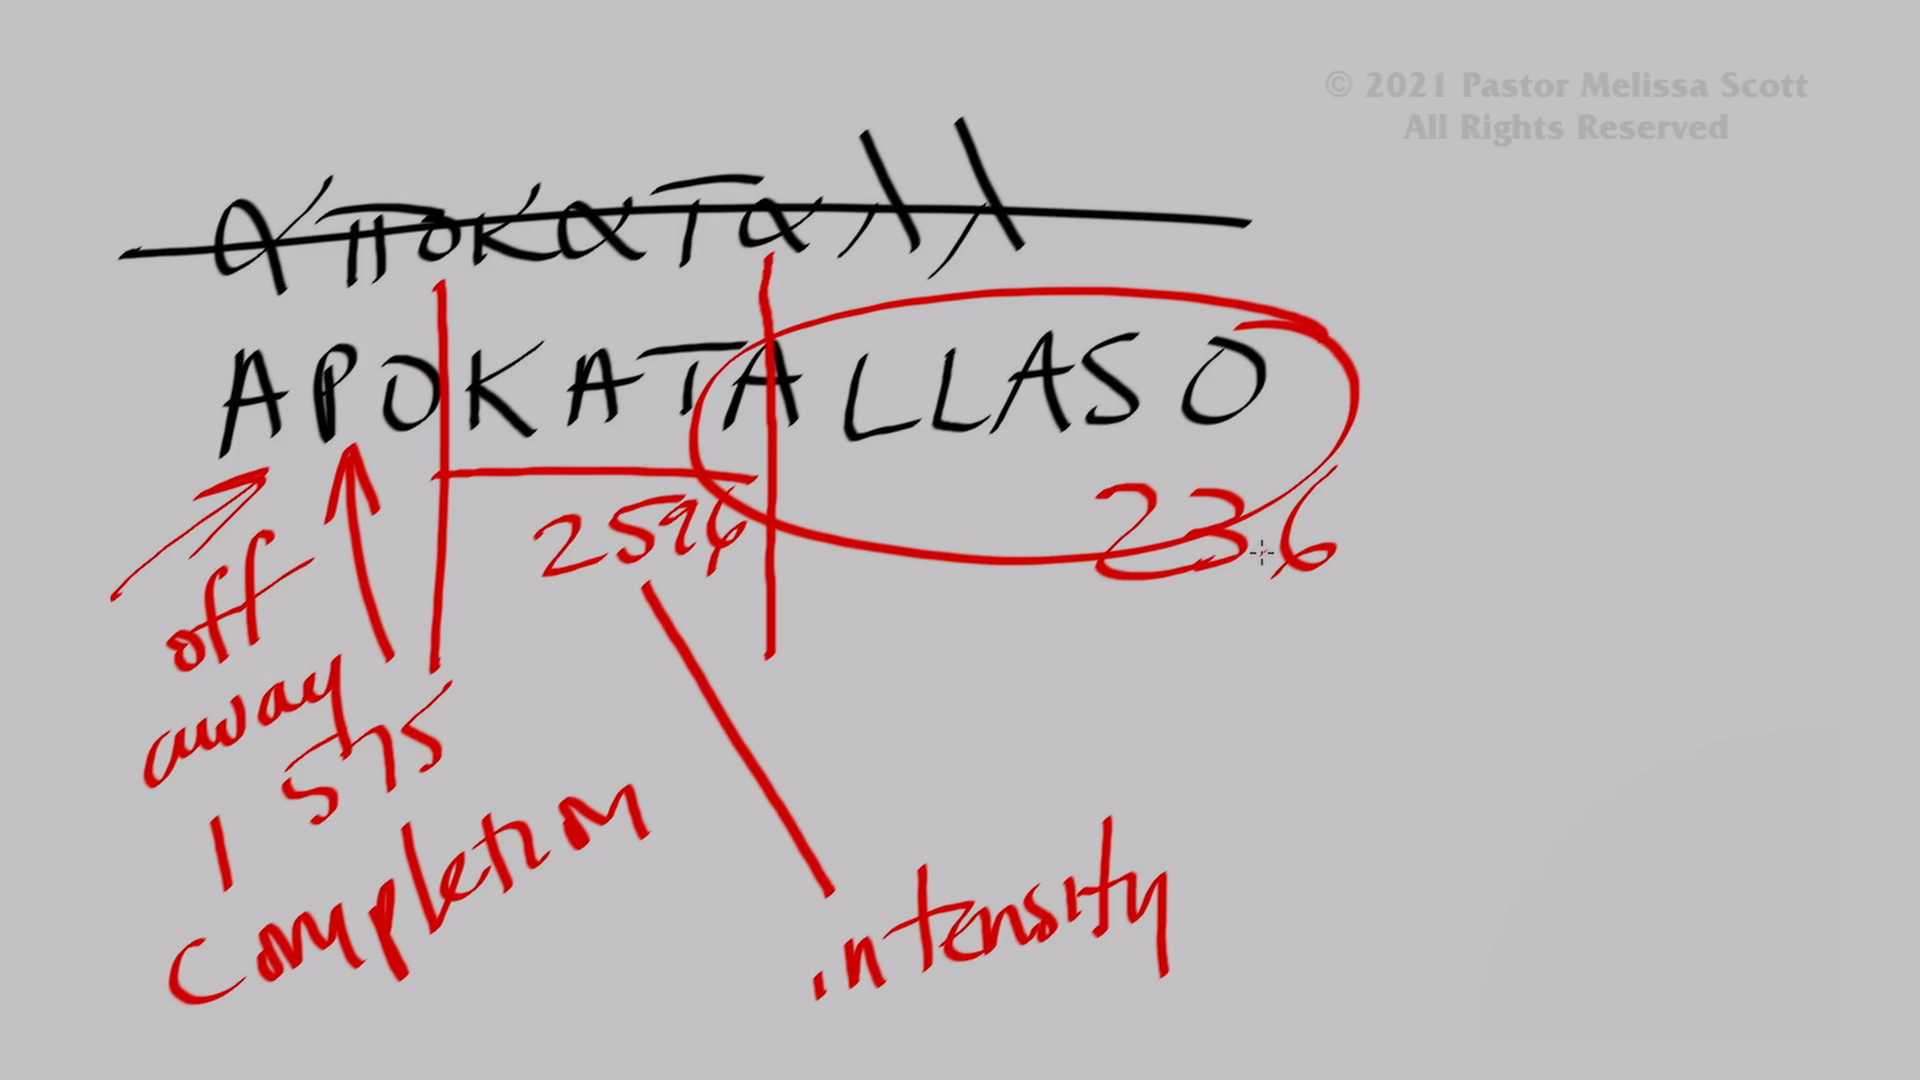 © 2021 Pastor Melissa Scott
All Rights Reserved
αποκαταλλ
APOKATALLASO
2596
236
off
away
575
completion
intensity